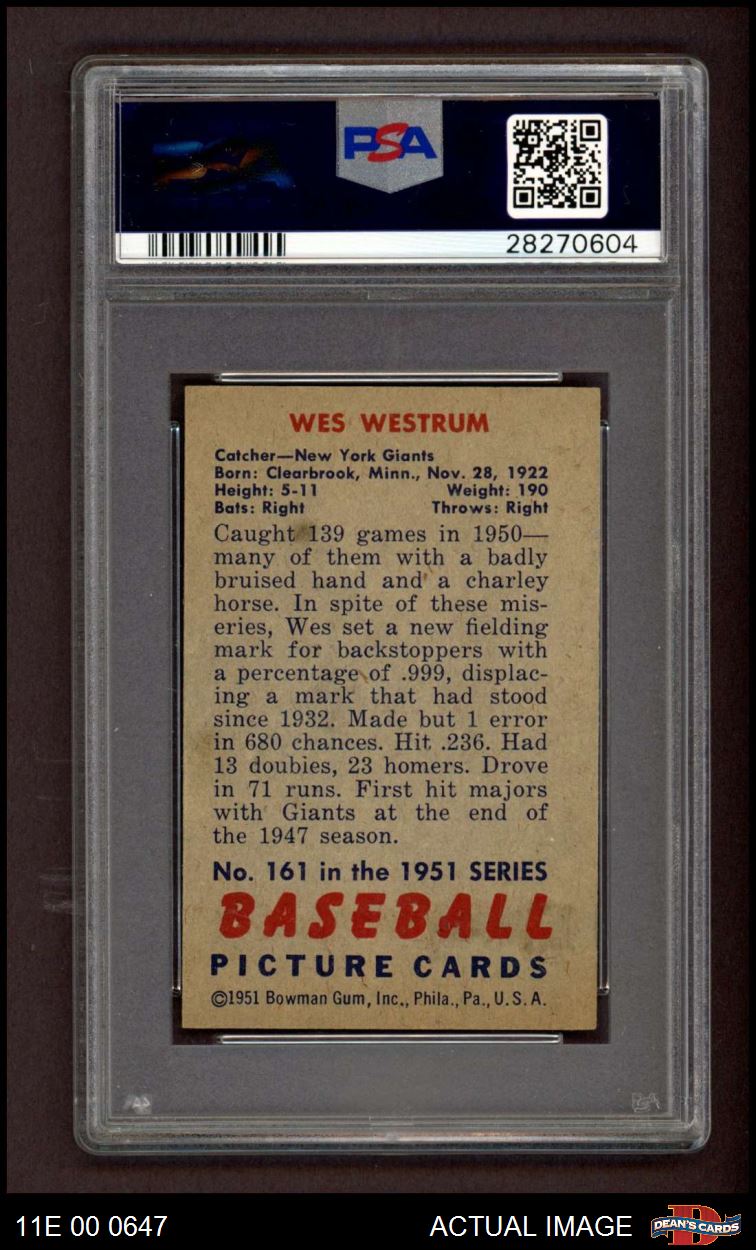 PSA
28270604
WES WESTRUM
Catcher—New York Giants
Born: Clearbrook, Minn., Nov. 28, 1922
Height: 5-11 Weight: 190
Bats: Right Throws: Right
Caught 139 games in 1950—
many of them with a badly
bruised hand and a charley
horse. In spite of these mis-
eries, Wes set a new fielding
mark for backstoppers with
a percentage of .999, displac-
ing a mark that had stood
since 1932. Made but 1 error
in 680 chances. Hit .236. Had
13 doubies, 23 homers. Drove
in 71 runs. First hit majors
with Giants at the end of
the 1947 season.
No. 161 in the 1951 SERIES
BASEBALL
PICTURE CARDS
©1951 Bowman Gum, Inc., Phila., Pa., U.S.A.
PSA
11E 00 0647 ACTUAL IMAGE DEAN'S CARDS